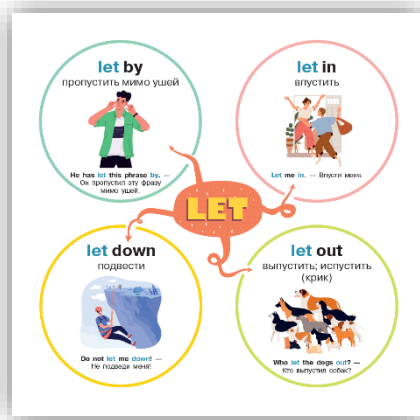 let by
пропустить мимо ушей
He has let this phrase by. —
Он пропустил эту фразу
мимо ушей.
let in
впустить
Let me in. — Впусти меня.
LET
let down
подвести
Do not let me down! —
Не подведи меня!
let out
выпустить; испустить
(крик)
Who let the dogs out? —
Кто выпустил собак?